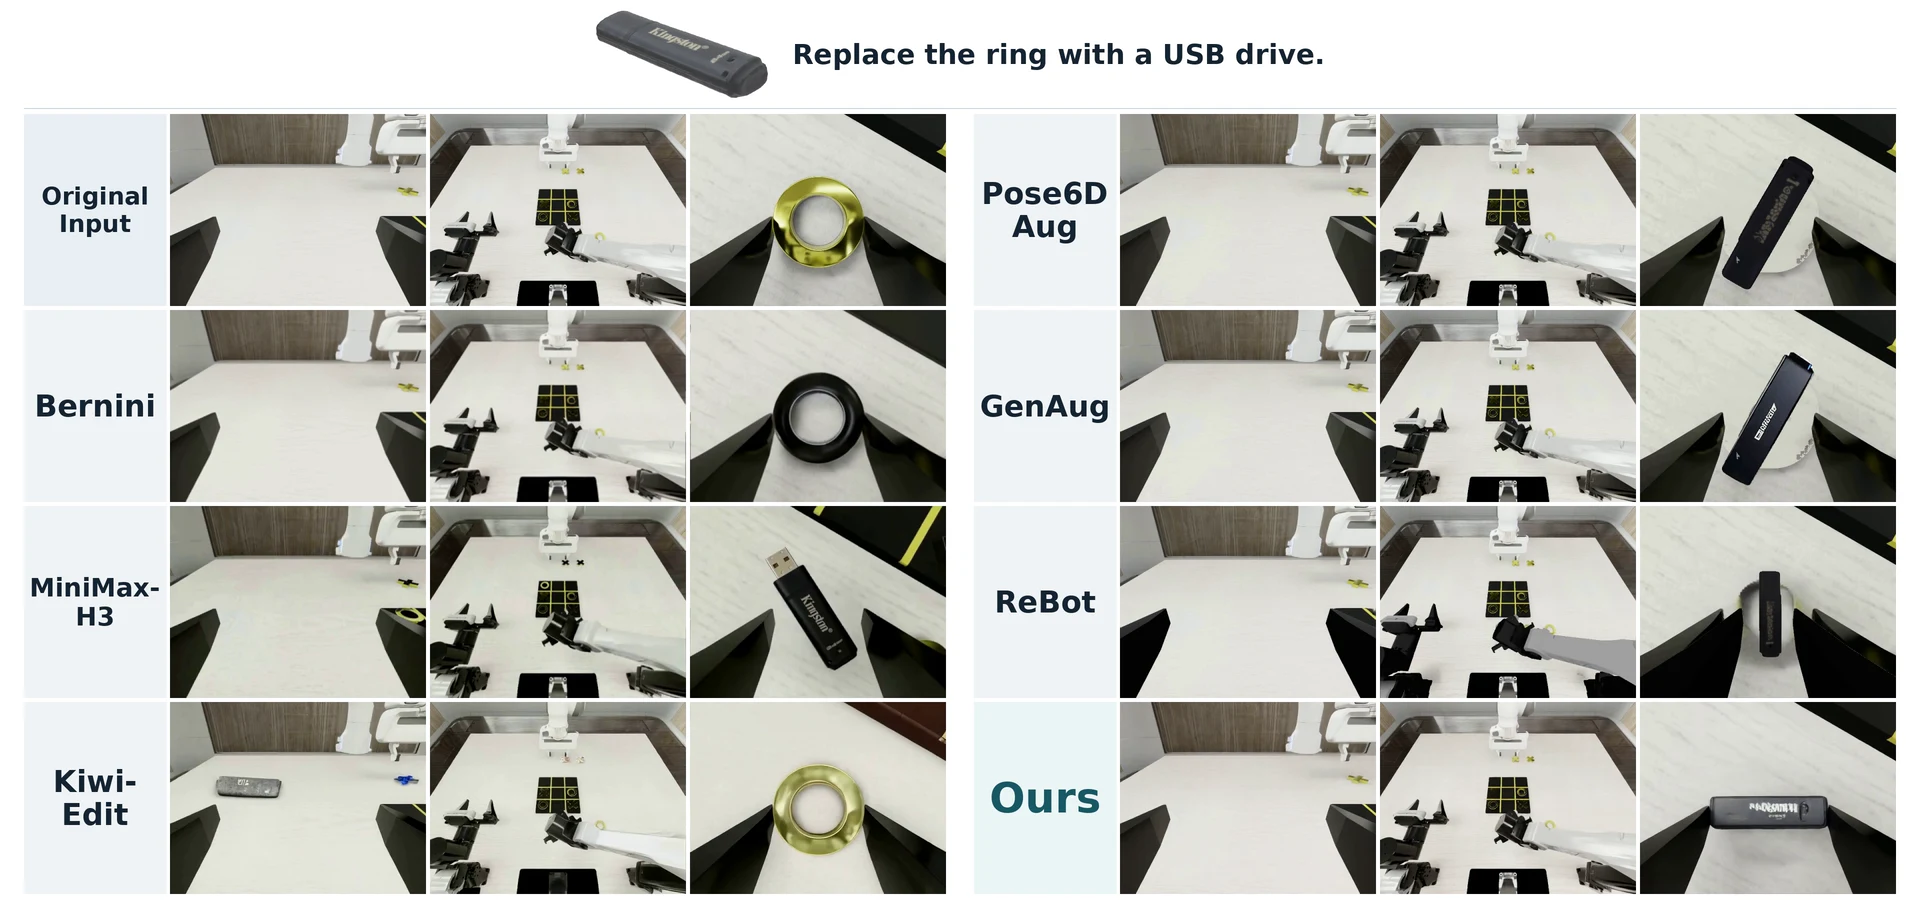 Kingston
Replace the ring with a USB drive.
Original
Input
Pose6D
Aug
Bernini
GenAug
MiniMax-
H3
Kingston
ReBot
Kiwi-
Edit
Ours